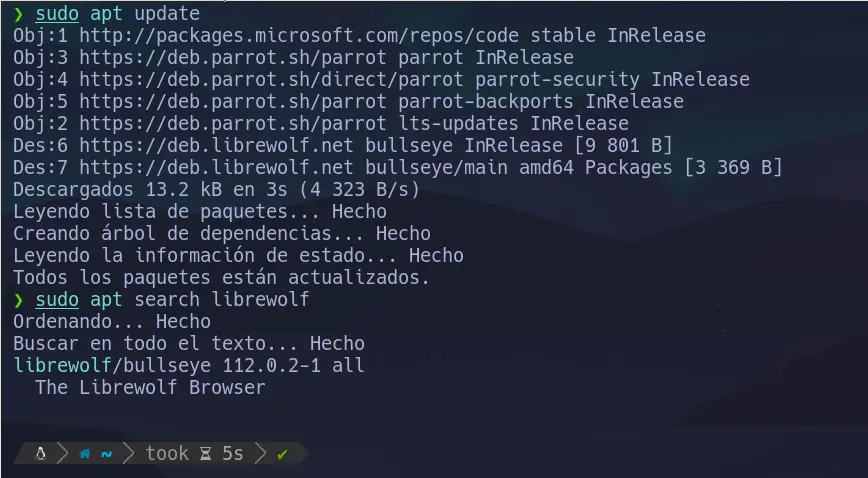 ❯ sudo apt update
Obj:1 http://packages.microsoft.com/repos/code stable InRelease
Obj:3 https://deb.parrot.sh/parrot parrot InRelease
Obj:4 https://deb.parrot.sh/direct/parrot parrot-security InRelease
Obj:5 https://deb.parrot.sh/parrot parrot-backports InRelease
Obj:2 https://deb.parrot.sh/parrot lts-updates InRelease
Des:6 https://deb.librewolf.net bullseye InRelease [9 801 B]
Des:7 https://deb.librewolf.net bullseye/main amd64 Packages [3 369 B]
Descargados 13.2 kB en 3s (4 323 B/s)
Leyendo lista de paquetes... Hecho
Creando árbol de dependencias... Hecho
Leyendo la información de estado... Hecho
Todos los paquetes están actualizados.
❯ sudo apt search librewolf
Ordenando... Hecho
Buscar en todo el texto... Hecho
librewolf/bullseye 112.0.2-1 all
  The Librewolf Browser
~ took 5s ✔